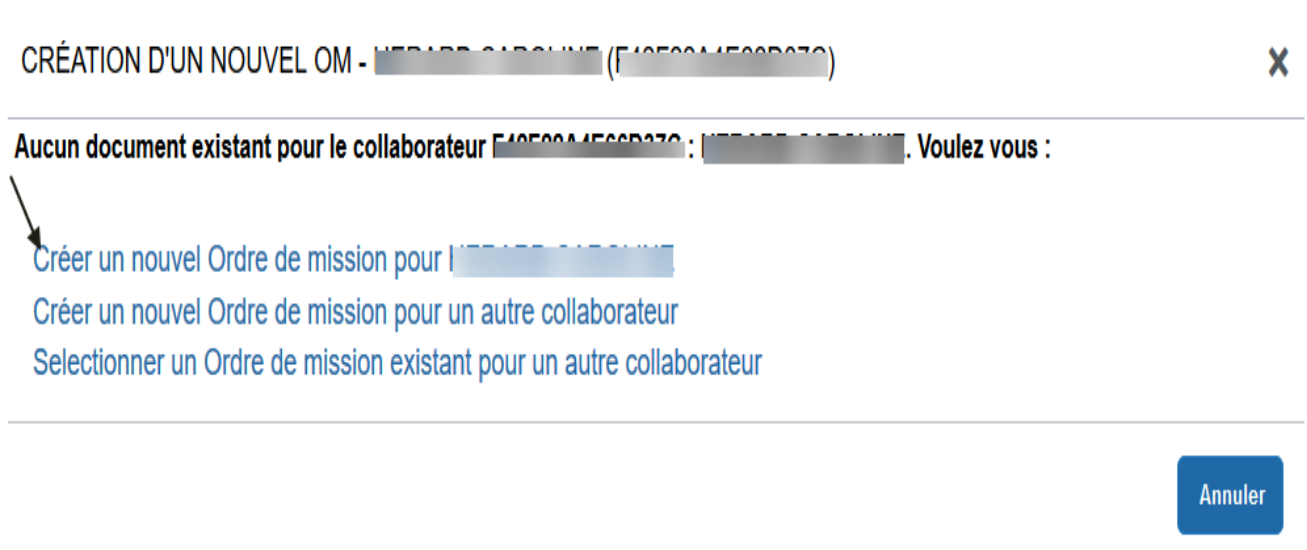 CRÉATION D'UN NOUVEL OM - ( )
Aucun document existant pour le collaborateur : . Voulez vous :
Créer un nouvel Ordre de mission pour
Créer un nouvel Ordre de mission pour un autre collaborateur
Selectionner un Ordre de mission existant pour un autre collaborateur
Annuler